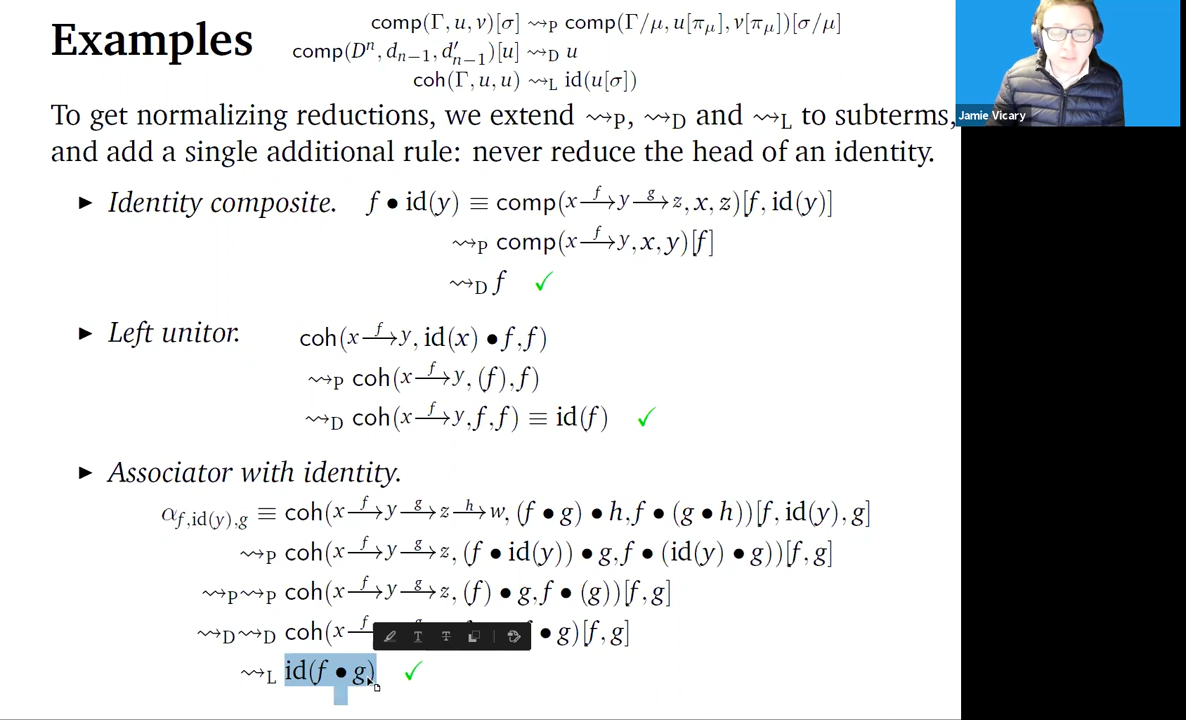 Examples
comp(Γ, u, v)[σ] ⇝P comp(Γ/μ, u[πμ], v[πμ])[σ/μ]
comp(Dⁿ, dₙ₋₁, d′ₙ₋₁)[u] ⇝D u
coh(Γ, u, u) ⇝L id(u[σ])
Jamie Vicary
To get normalizing reductions, we extend ⇝P, ⇝D and ⇝L to subterms,
and add a single additional rule: never reduce the head of an identity.
▶ Identity composite. f • id(y) ≡ comp(x –f→ y –g→ z, x, z)[f, id(y)]
⇝P comp(x –f→ y, x, y)[f]
⇝D f ✓
▶ Left unitor. coh(x –f→ y, id(x) • f, f)
⇝P coh(x –f→ y, (f), f)
⇝D coh(x –f→ y, f, f) ≡ id(f) ✓
▶ Associator with identity.
α f,id(y),g ≡ coh(x –f→ y –g→ z –h→ w, (f • g) • h, f • (g • h))[f, id(y), g]
⇝P coh(x –f→ y –g→ z, (f • id(y)) • g, f • (id(y) • g))[f, g]
⇝P⇝P coh(x –f→ y –g→ z, (f) • g, f • (g))[f, g]
⇝D⇝D coh(x –f • g)[f, g]
⇝L id(f • g) ✓